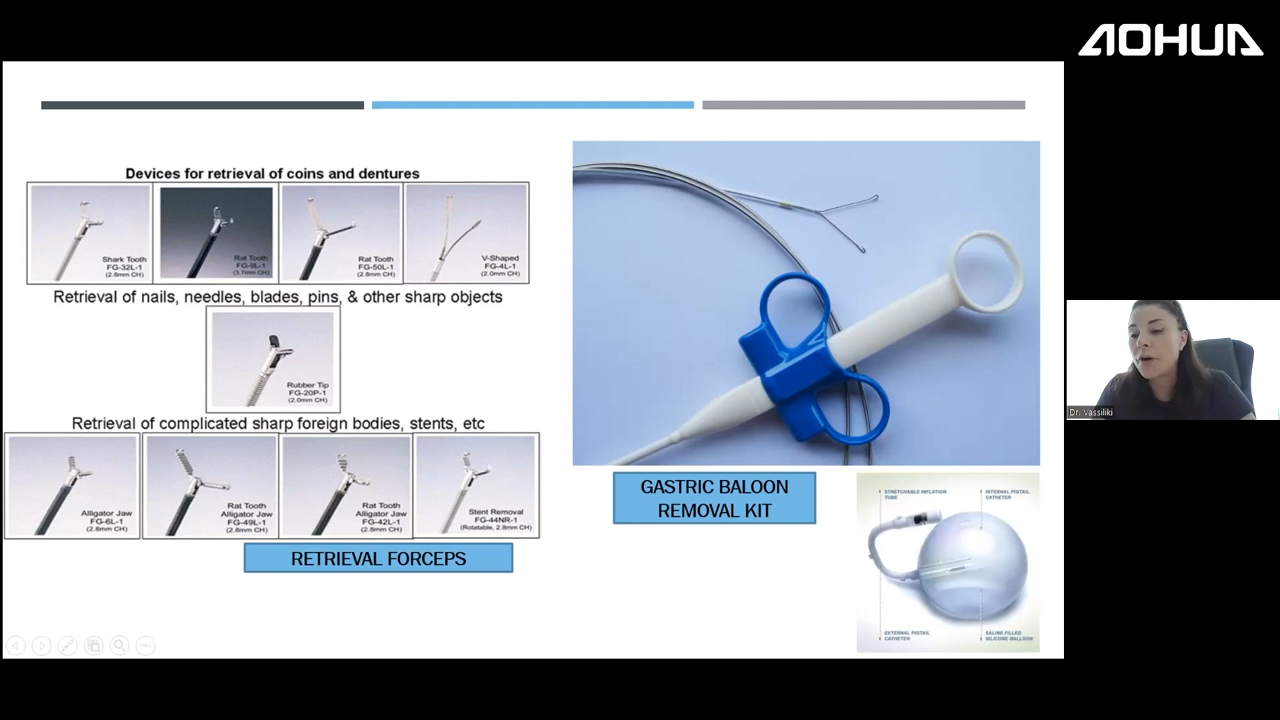 AOHUA
Devices for retrieval of coins and dentures
Shark Tooth
FG-32L-1
(2.8mm CH)
Rat Tooth
FG-9L-1
(3.7mm CH)
Rat Tooth
FG-50L-1
(2.8mm CH)
V-Shaped
FG-4L-1
(2.0mm CH)
Retrieval of nails, needles, blades, pins, & other sharp objects
Rubber Tip
FG-20P-1
(2.0mm CH)
Retrieval of complicated sharp foreign bodies, stents, etc
Alligator Jaw
FG-6L-1
(2.8mm CH)
Rat Tooth
Alligator Jaw
FG-49L-1
(2.8mm CH)
Rat Tooth
Alligator Jaw
FG-42L-1
(2.8mm CH)
Stent Removal
FG-44NR-1
(Rotatable, 2.8mm CH)
RETRIEVAL FORCEPS
GASTRIC BALOON
REMOVAL KIT
STRETCHABLE INFLATION
TUBE
INTERNAL PIGTAIL
CATHETER
EXTERNAL PIGTAIL
CATHETER
SALINE FILLED
SILICONE BALLOON
Dr. Vassiliki